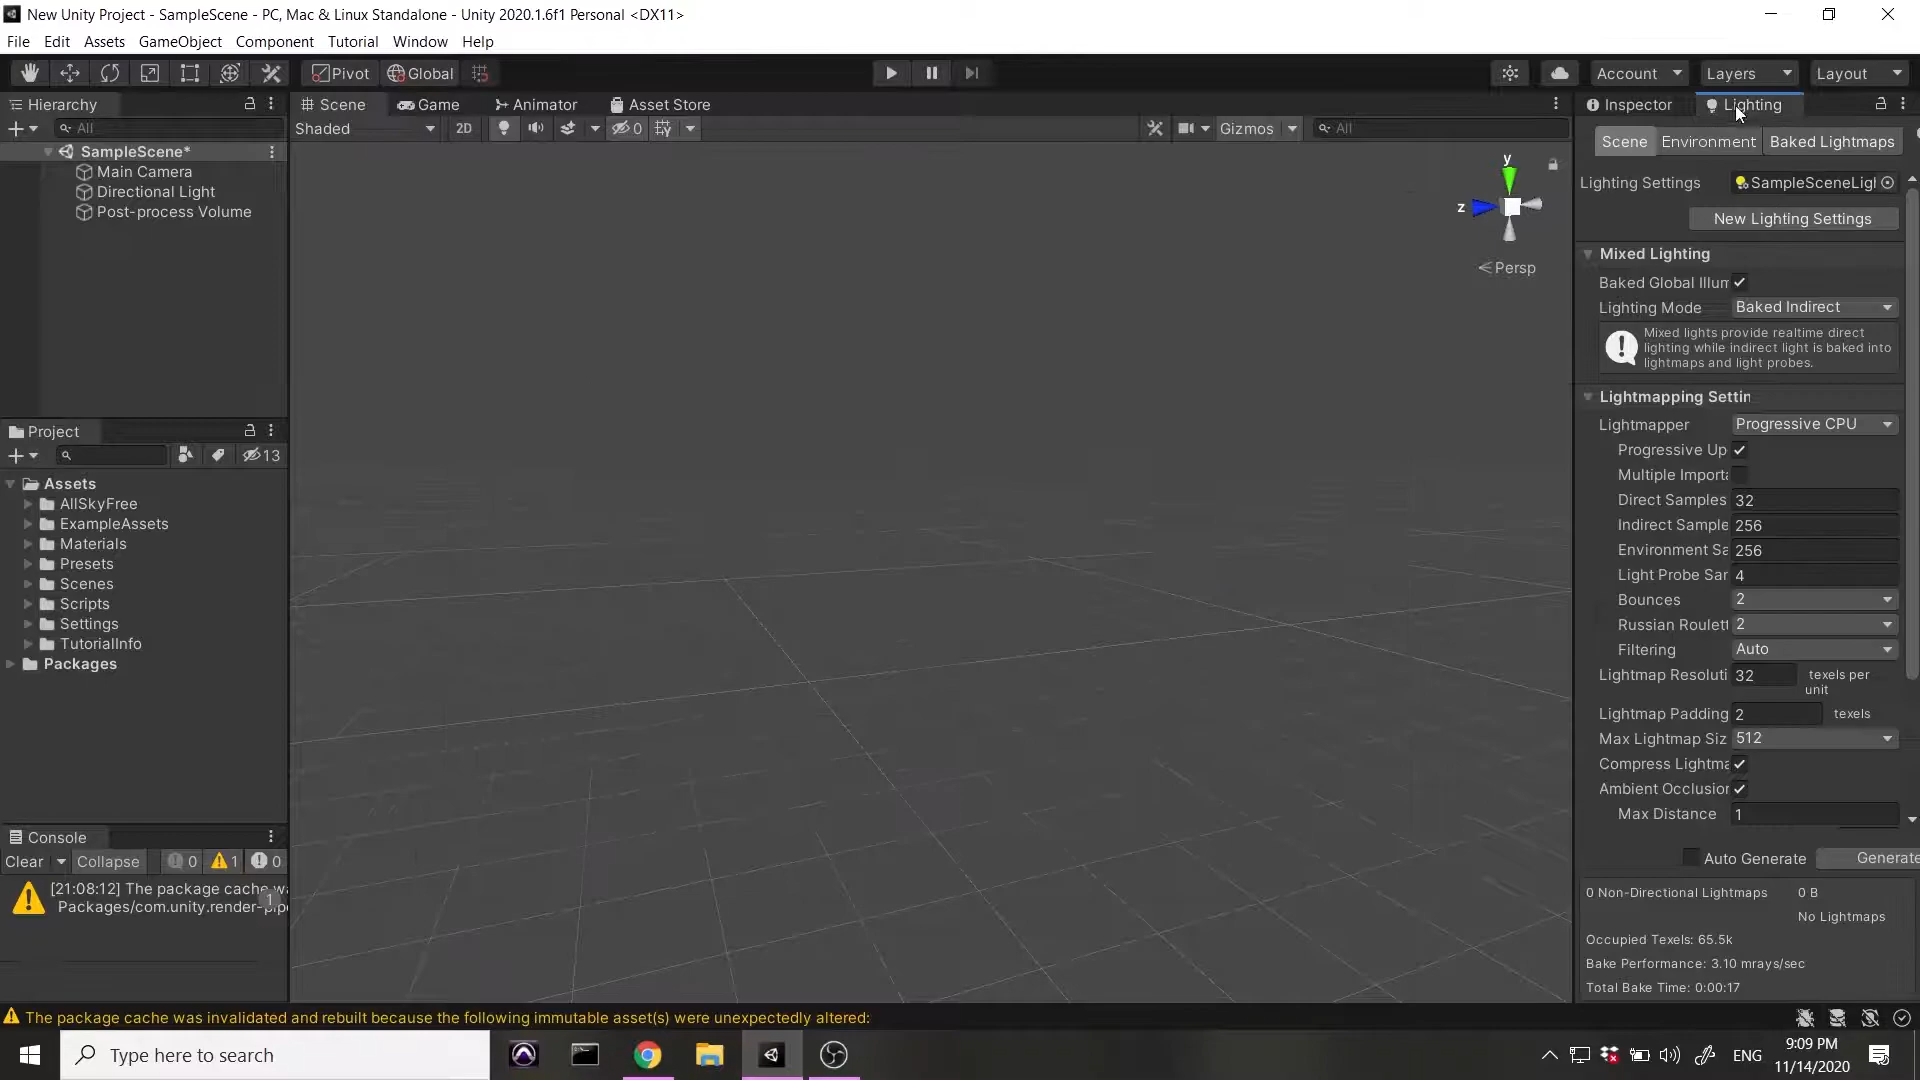 New Unity Project - SampleScene - PC, Mac & Linux Standalone - Unity 2020.1.6f1 Personal <DX11>
File Edit Assets GameObject Component Tutorial Window Help
Pivot Global Account Layers Layout
Hierarchy
All
SampleScene*
Main Camera
Directional Light
Post-process Volume
Project
13
Assets
AllSkyFree
ExampleAssets
Materials
Presets
Scenes
Scripts
Settings
TutorialInfo
Packages
Console
Clear Collapse 0 1 0
[21:08:12] The package cache wa
Packages/com.unity.render-pipe
1
Scene Game Animator Asset Store
Shaded 2D 0 Gizmos All
y
z
Persp
Inspector Lighting
Scene Environment Baked Lightmaps
Lighting Settings SampleSceneLigl
New Lighting Settings
Mixed Lighting
Baked Global Illum
Lighting Mode Baked Indirect
Mixed lights provide realtime direct
lighting while indirect light is baked into
lightmaps and light probes.
Lightmapping Settin
Lightmapper Progressive CPU
Progressive Up
Multiple Importa
Direct Samples 32
Indirect Sample 256
Environment Sa 256
Light Probe Sar 4
Bounces 2
Russian Roulett 2
Filtering Auto
Lightmap Resoluti 32 texels per
unit
Lightmap Padding 2 texels
Max Lightmap Siz 512
Compress Lightma
Ambient Occlusior
Max Distance 1
Auto Generate Generate
0 Non-Directional Lightmaps 0 B
No Lightmaps
Occupied Texels: 65.5k
Bake Performance: 3.10 mrays/sec
Total Bake Time: 0:00:17
The package cache was invalidated and rebuilt because the following immutable asset(s) were unexpectedly altered:
Type here to search
ENG
9:09 PM
11/14/2020